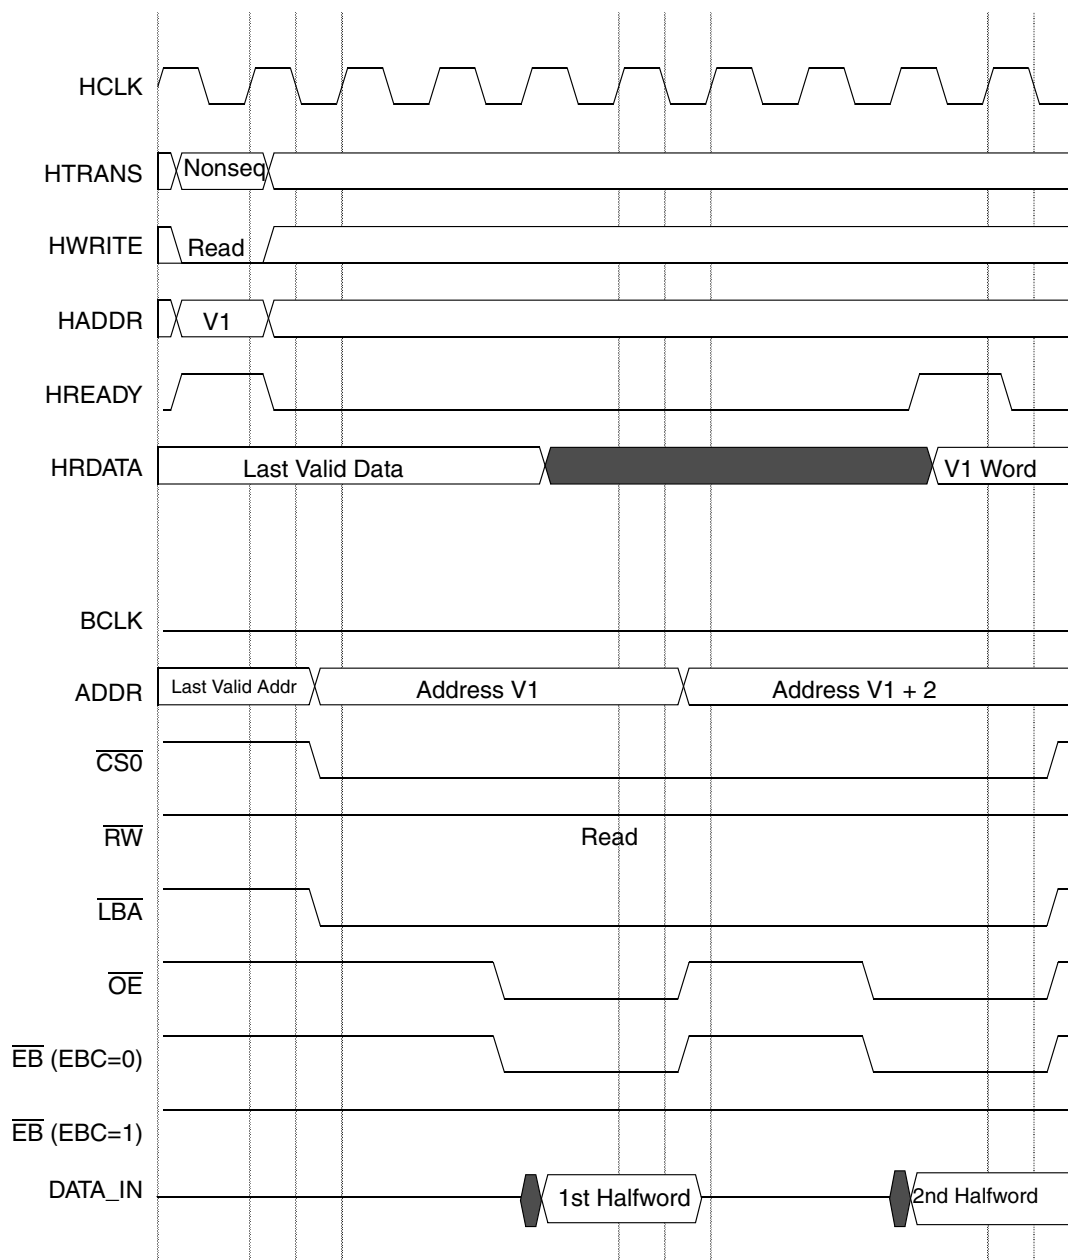 HCLK
HTRANS Nonseq
HWRITE Read
HADDR V1
HREADY
HRDATA Last Valid Data V1 Word
BCLK
ADDR Last Valid Addr Address V1 Address V1 + 2
CS0
RW Read
LBA
OE
EB (EBC=0)
EB (EBC=1)
DATA_IN 1st Halfword 2nd Halfword